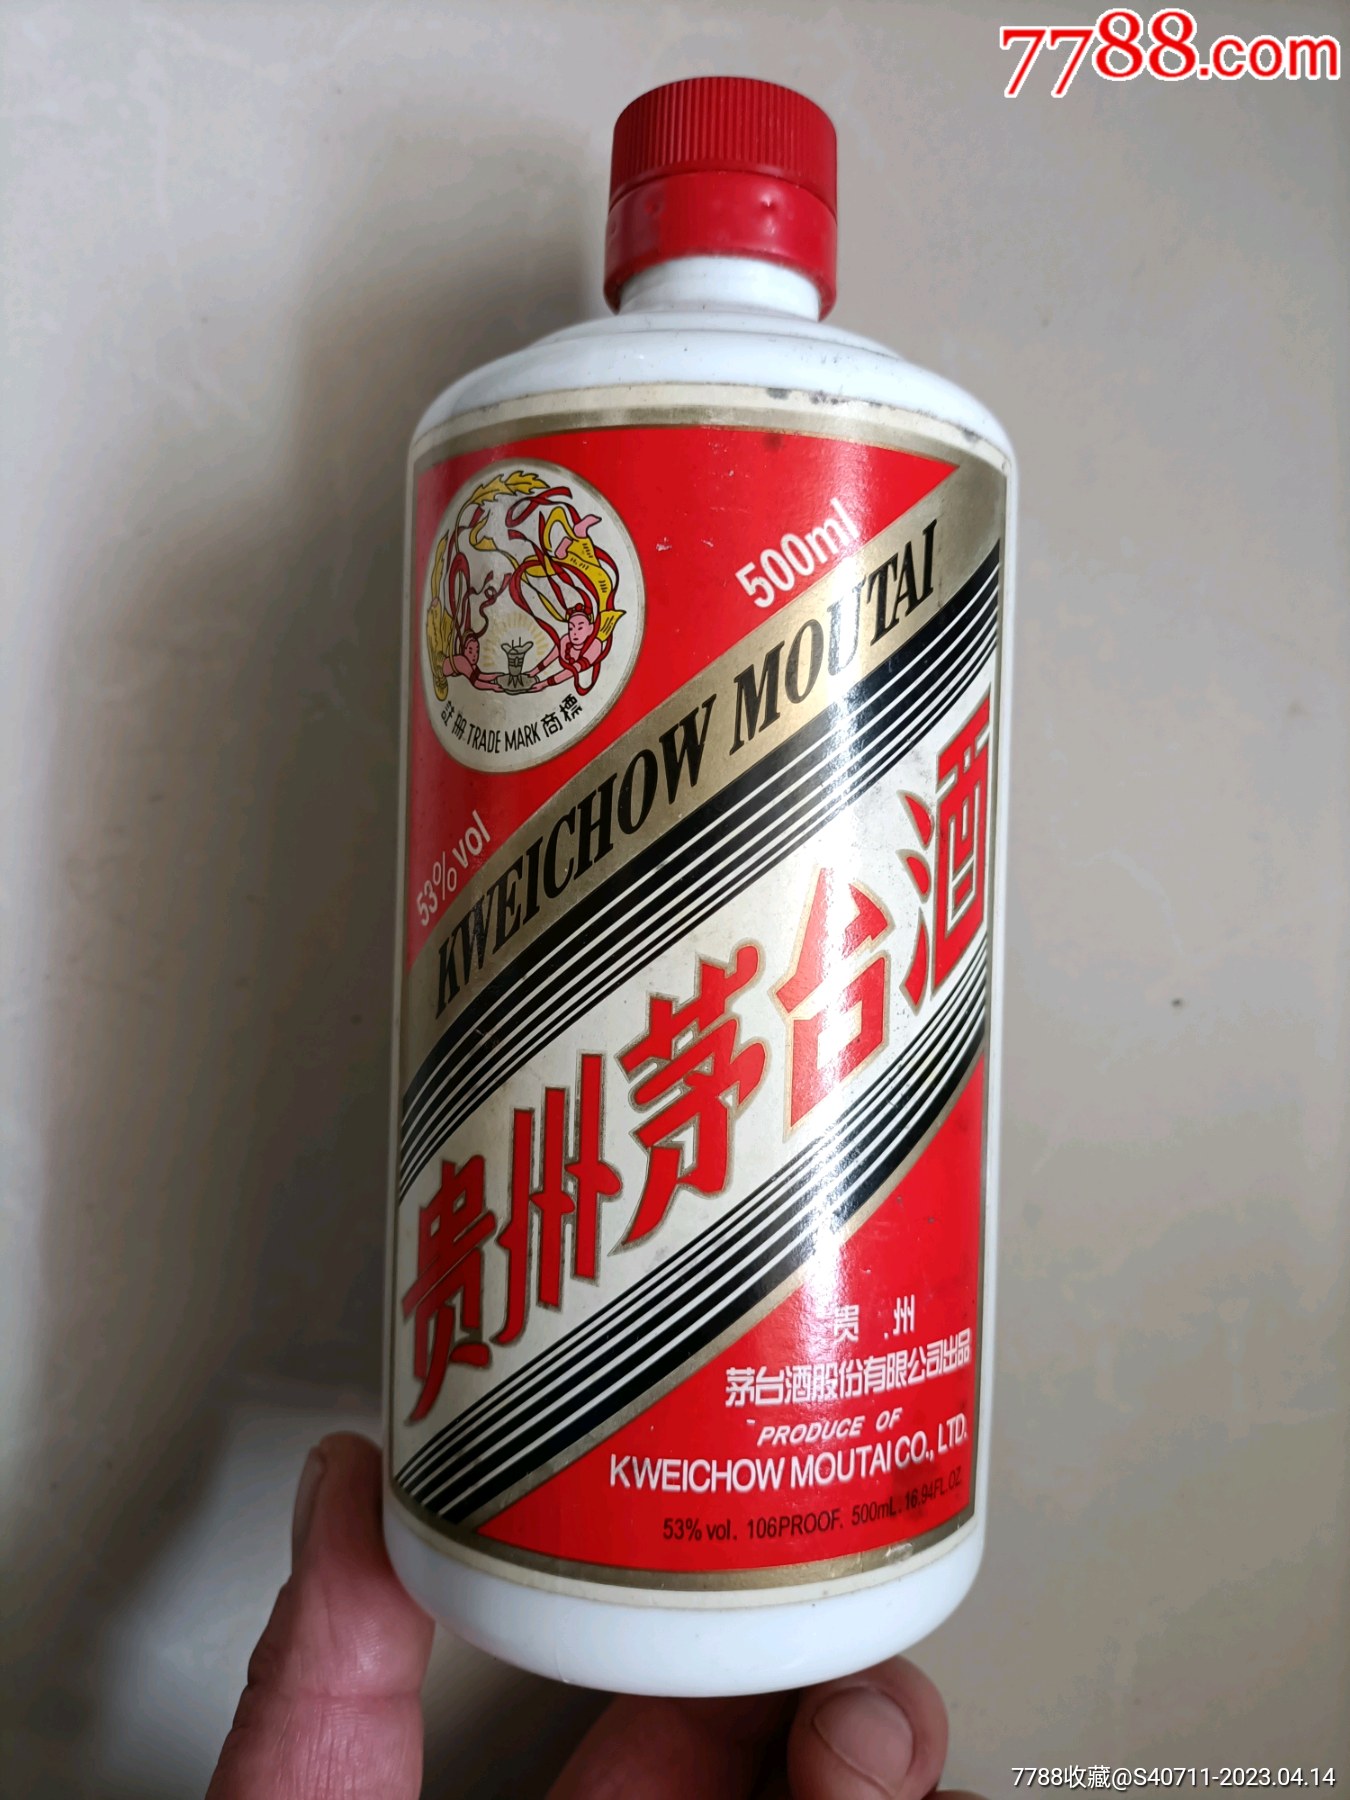 7788.com
500ml
註册 TRADE MARK 商標
53%vol
KWEICHOW MOUTAI
贵州茅台酒
贵州
茅台酒股份有限公司出品
PRODUCE OF
KWEICHOW MOUTAI CO., LTD.
53%vol. 106PROOF. 500mL. 16.94FL.OZ.
7788收藏@S40711-2023.04.14